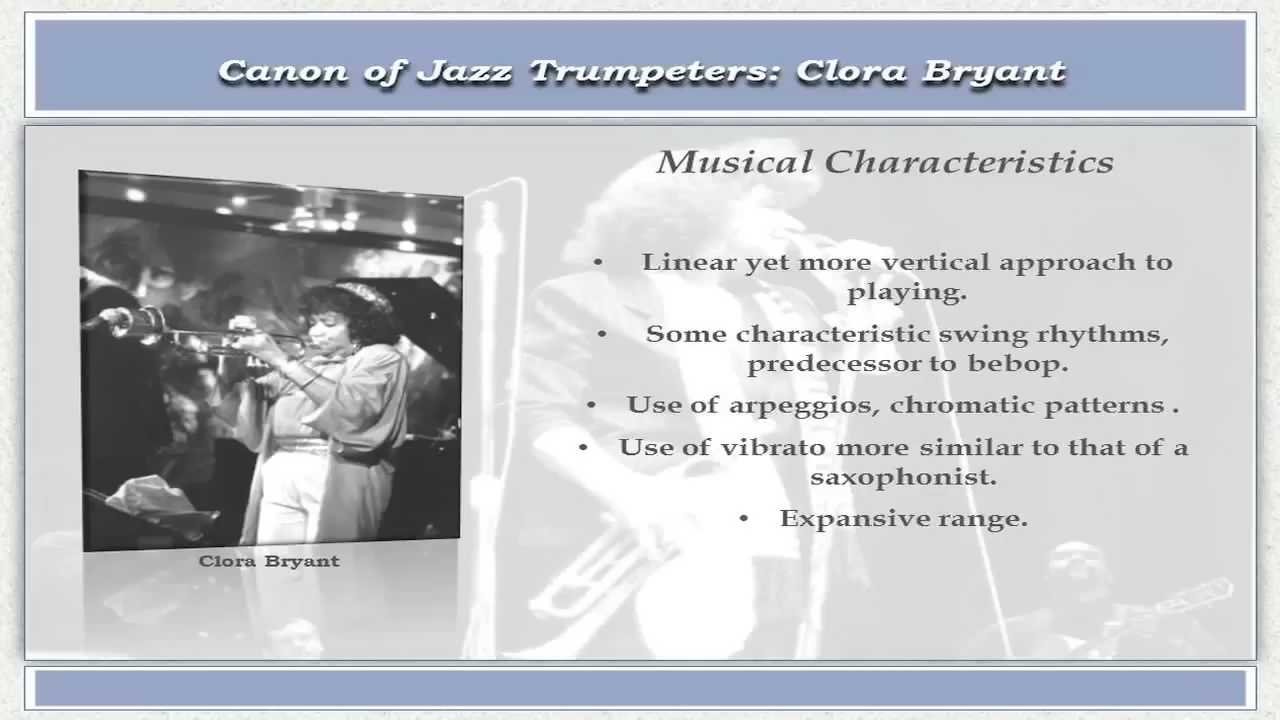 Canon of Jazz Trumpeters: Clora Bryant
Musical Characteristics
• Linear yet more vertical approach to
playing.
• Some characteristic swing rhythms,
predecessor to bebop.
• Use of arpeggios, chromatic patterns .
• Use of vibrato more similar to that of a
saxophonist.
• Expansive range.
Clora Bryant